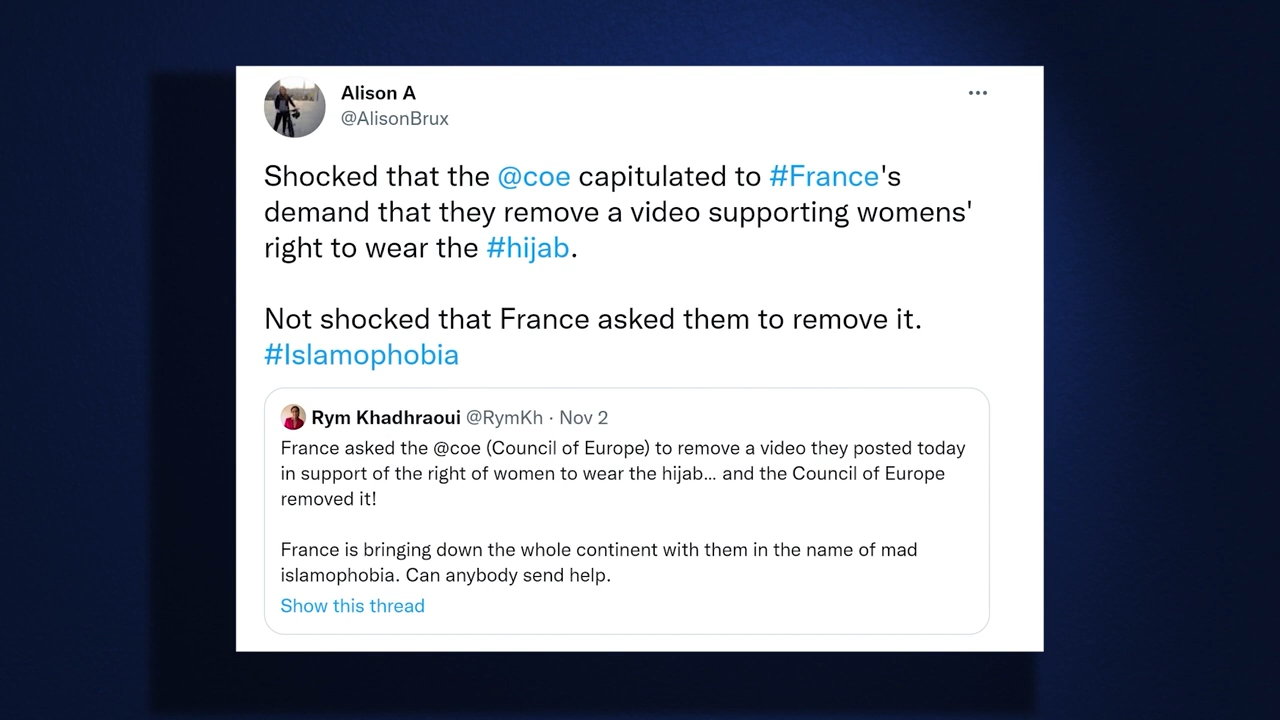 Alison A
@AlisonBrux
Shocked that the @coe capitulated to #France's
demand that they remove a video supporting womens'
right to wear the #hijab.
Not shocked that France asked them to remove it.
#Islamophobia
Rym Khadhraoui @RymKh · Nov 2
France asked the @coe (Council of Europe) to remove a video they posted today
in support of the right of women to wear the hijab... and the Council of Europe
removed it!
France is bringing down the whole continent with them in the name of mad
islamophobia. Can anybody send help.
Show this thread